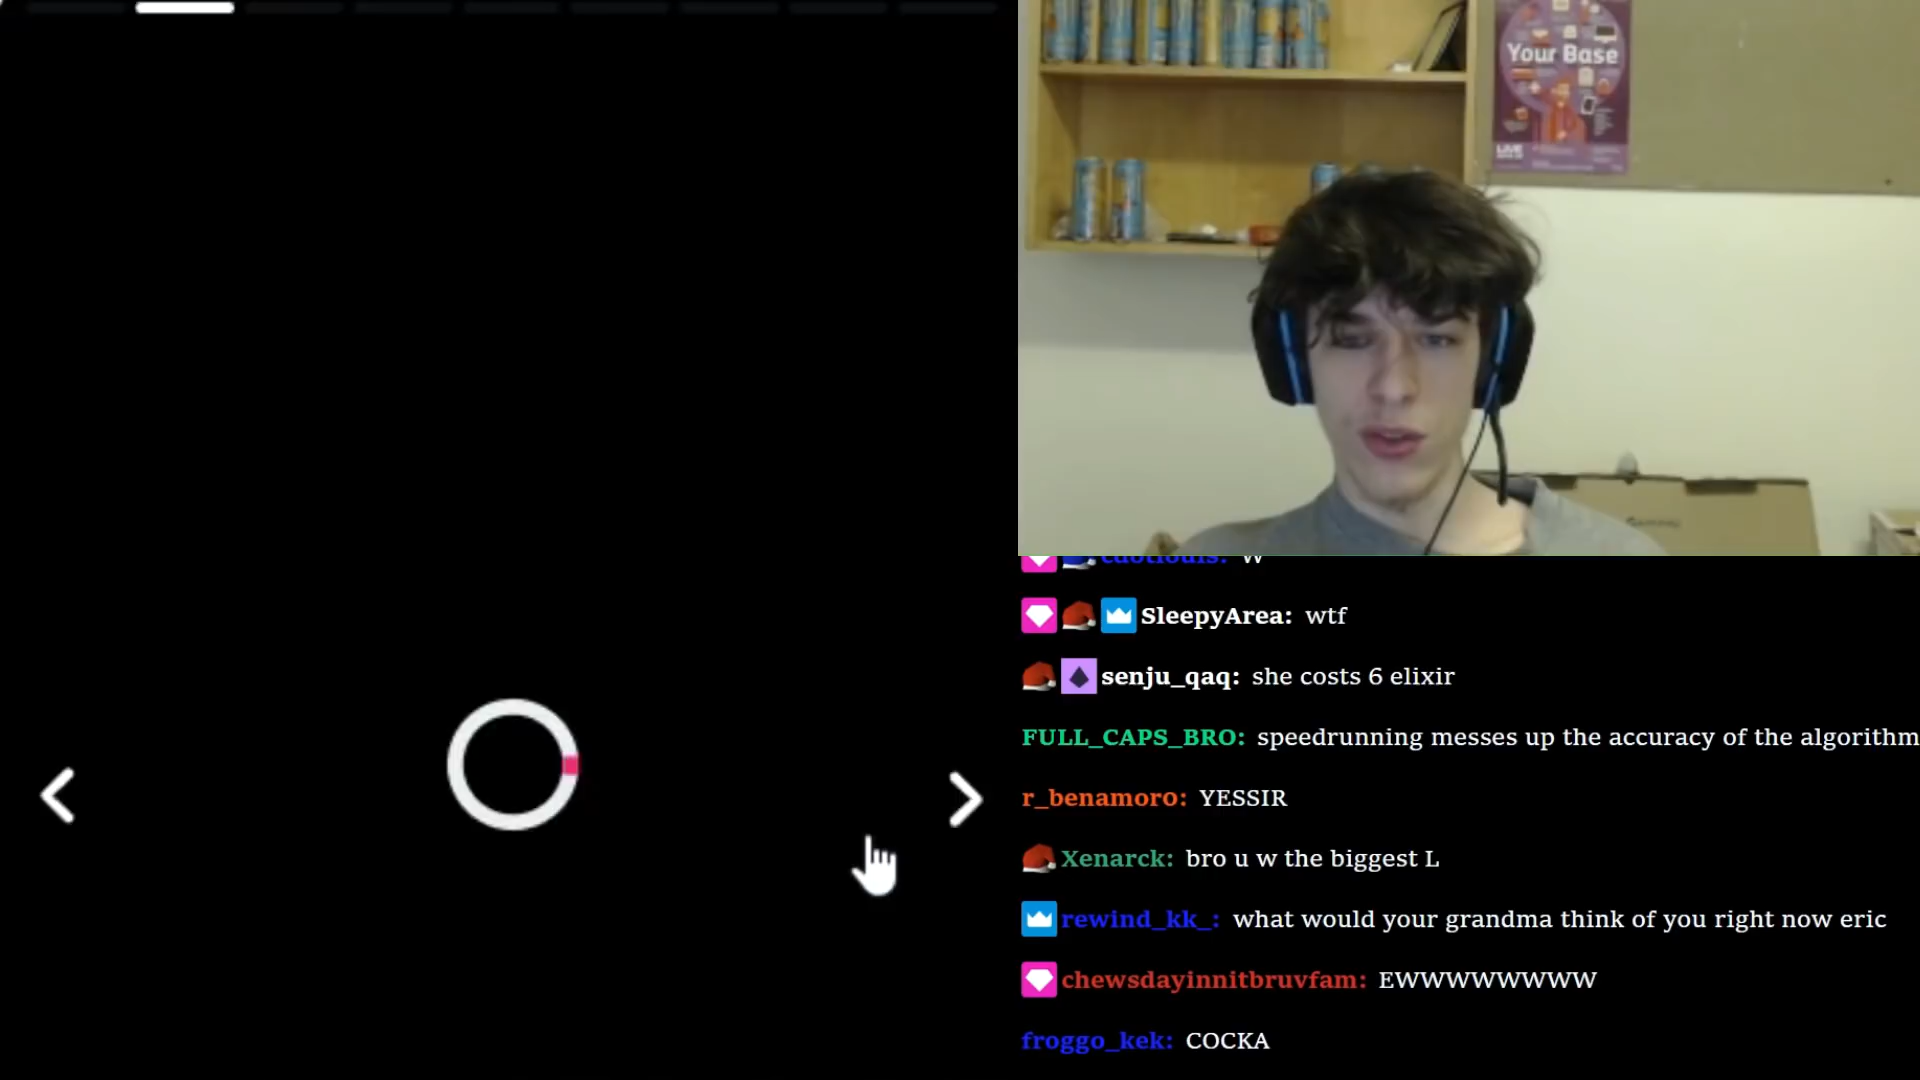 Your Base
LIVE
cdotlouis: W
SleepyArea: wtf
senju_qaq: she costs 6 elixir
FULL_CAPS_BRO: speedrunning messes up the accuracy of the algorithm
r_benamoro: YESSIR
Xenarck: bro u w the biggest L
rewind_kk_: what would your grandma think of you right now eric
chewsdayinnitbruvfam: EWWWWWWWW
froggo_kek: COCKA